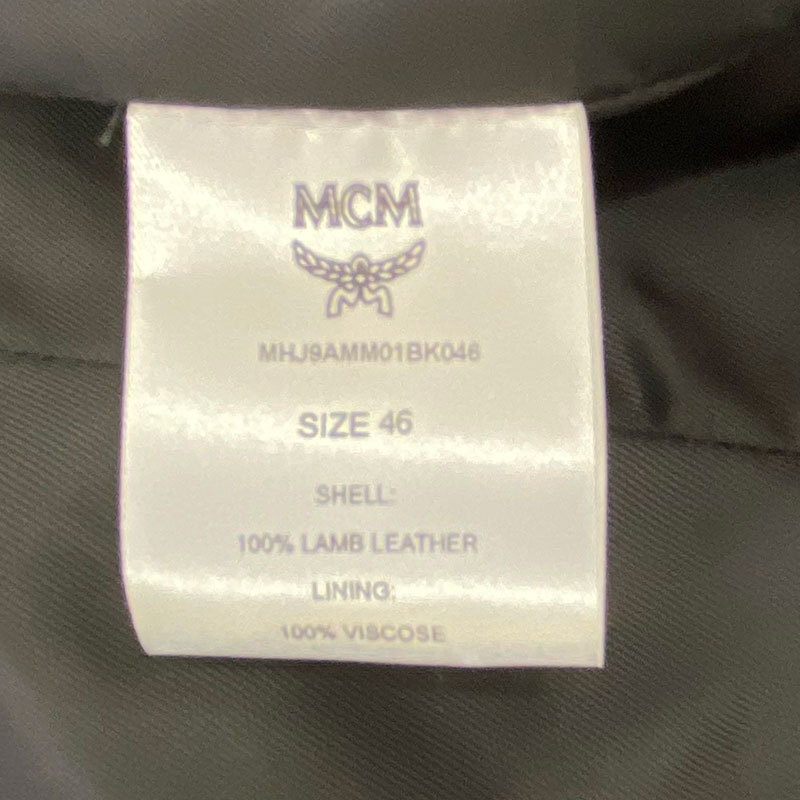 MCM
MHJ9AMM01BK046
SIZE 46
SHELL:
100% LAMB LEATHER
LINING:
100% VISCOSE